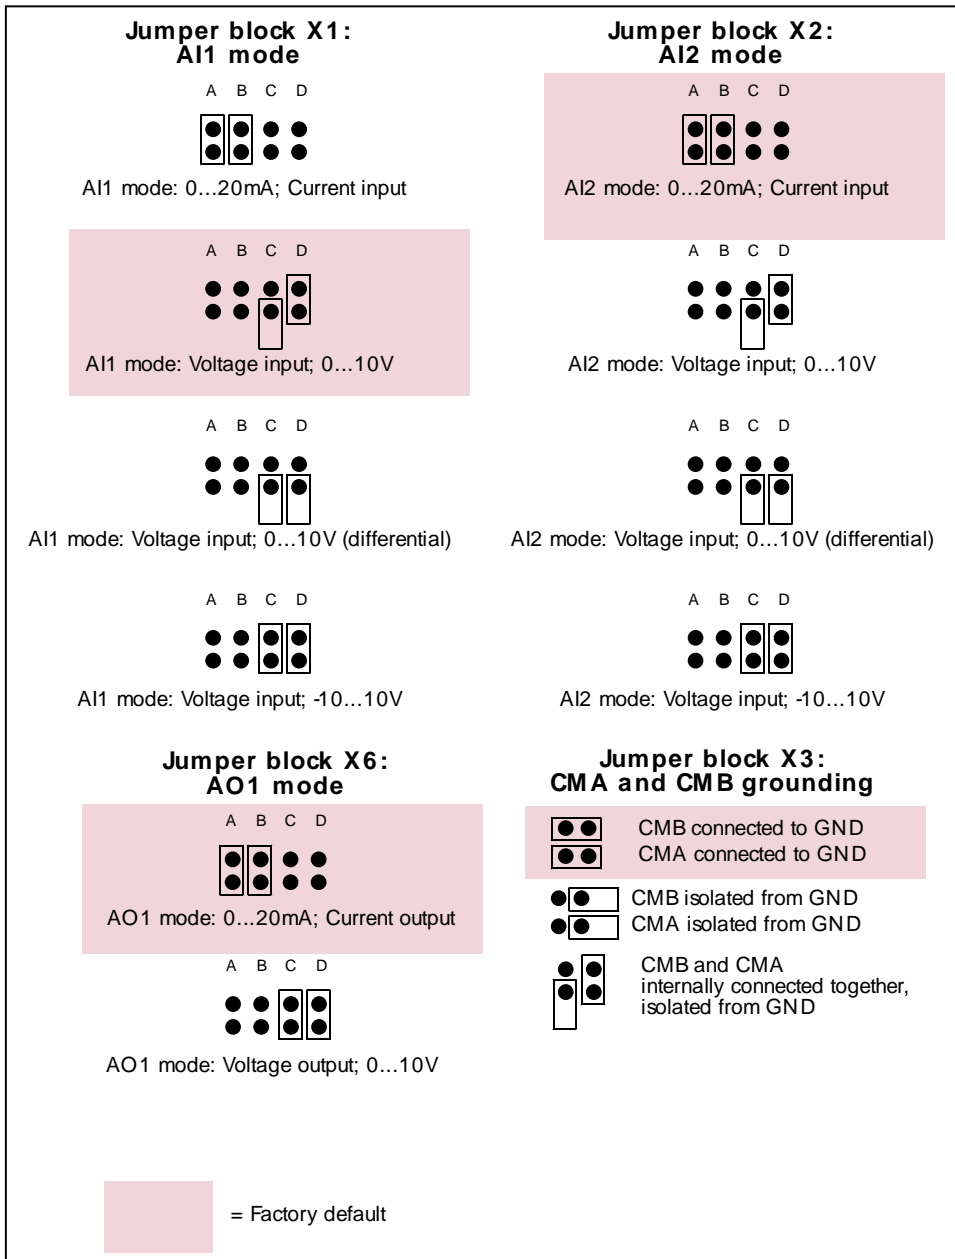 Jumper block X1:
AI1 mode
A B C D
AI1 mode: 0...20mA; Current input
A B C D
AI1 mode: Voltage input; 0...10V
A B C D
AI1 mode: Voltage input; 0...10V (differential)
A B C D
AI1 mode: Voltage input; -10...10V
Jumper block X2:
AI2 mode
A B C D
AI2 mode: 0...20mA; Current input
A B C D
AI2 mode: Voltage input; 0...10V
A B C D
AI2 mode: Voltage input; 0...10V (differential)
A B C D
AI2 mode: Voltage input; -10...10V
Jumper block X6:
AO1 mode
A B C D
AO1 mode: 0...20mA; Current output
A B C D
AO1 mode: Voltage output; 0...10V
Jumper block X3:
CMA and CMB grounding
CMB connected to GND
CMA connected to GND
CMB isolated from GND
CMA isolated from GND
CMB and CMA
internally connected together,
isolated from GND
= Factory default